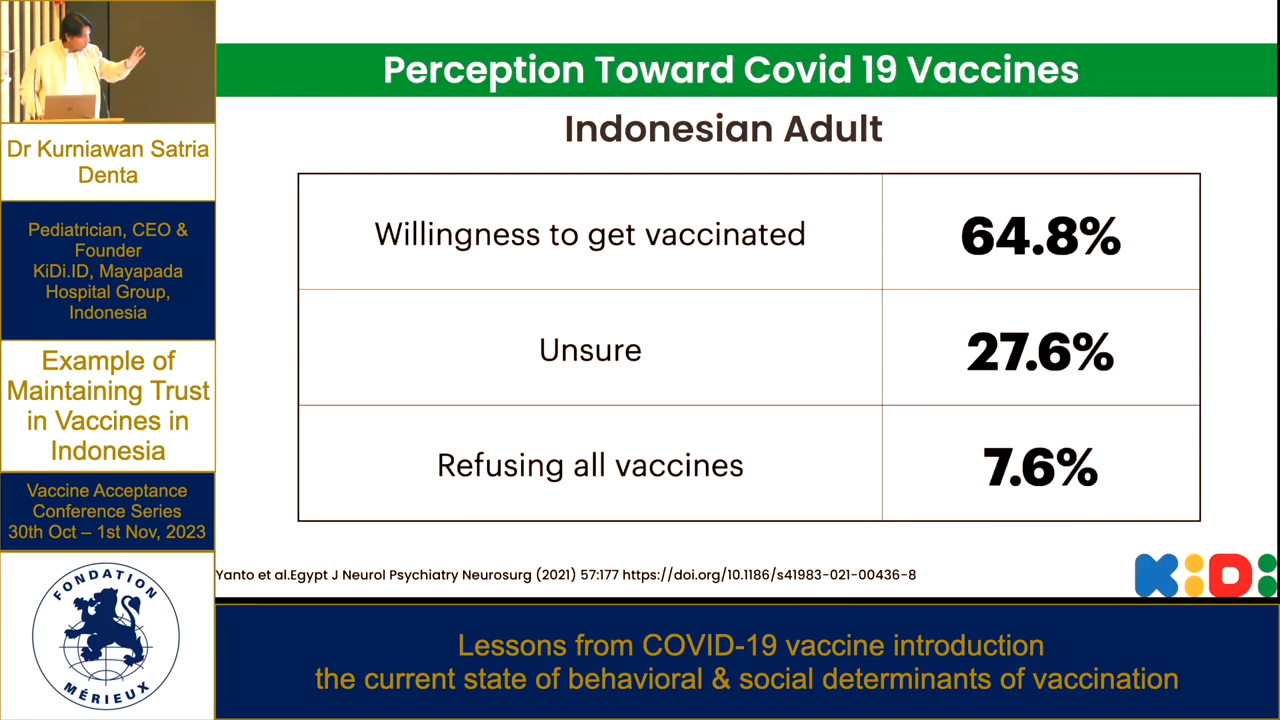 Dr Kurniawan Satria
Denta
Pediatrician, CEO &
Founder
KiDi.ID, Mayapada
Hospital Group,
Indonesia
Example of
Maintaining Trust
in Vaccines in
Indonesia
Vaccine Acceptance
Conference Series
30th Oct – 1st Nov, 2023
FONDATION
MÉRIEUX
Perception Toward Covid 19 Vaccines
Indonesian Adult
Willingness to get vaccinated 64.8%
Unsure 27.6%
Refusing all vaccines 7.6%
Yanto et al.Egypt J Neurol Psychiatry Neurosurg (2021) 57:177 https://doi.org/10.1186/s41983-021-00436-8
KiDi
Lessons from COVID-19 vaccine introduction
the current state of behavioral & social determinants of vaccination